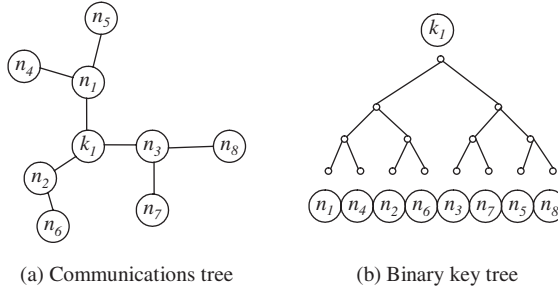 n5
n4
n1
k1
n3
n8
n2
n7
n6
(a) Communications tree
k1
n1 n4 n2 n6 n3 n7 n5 n8
(b) Binary key tree